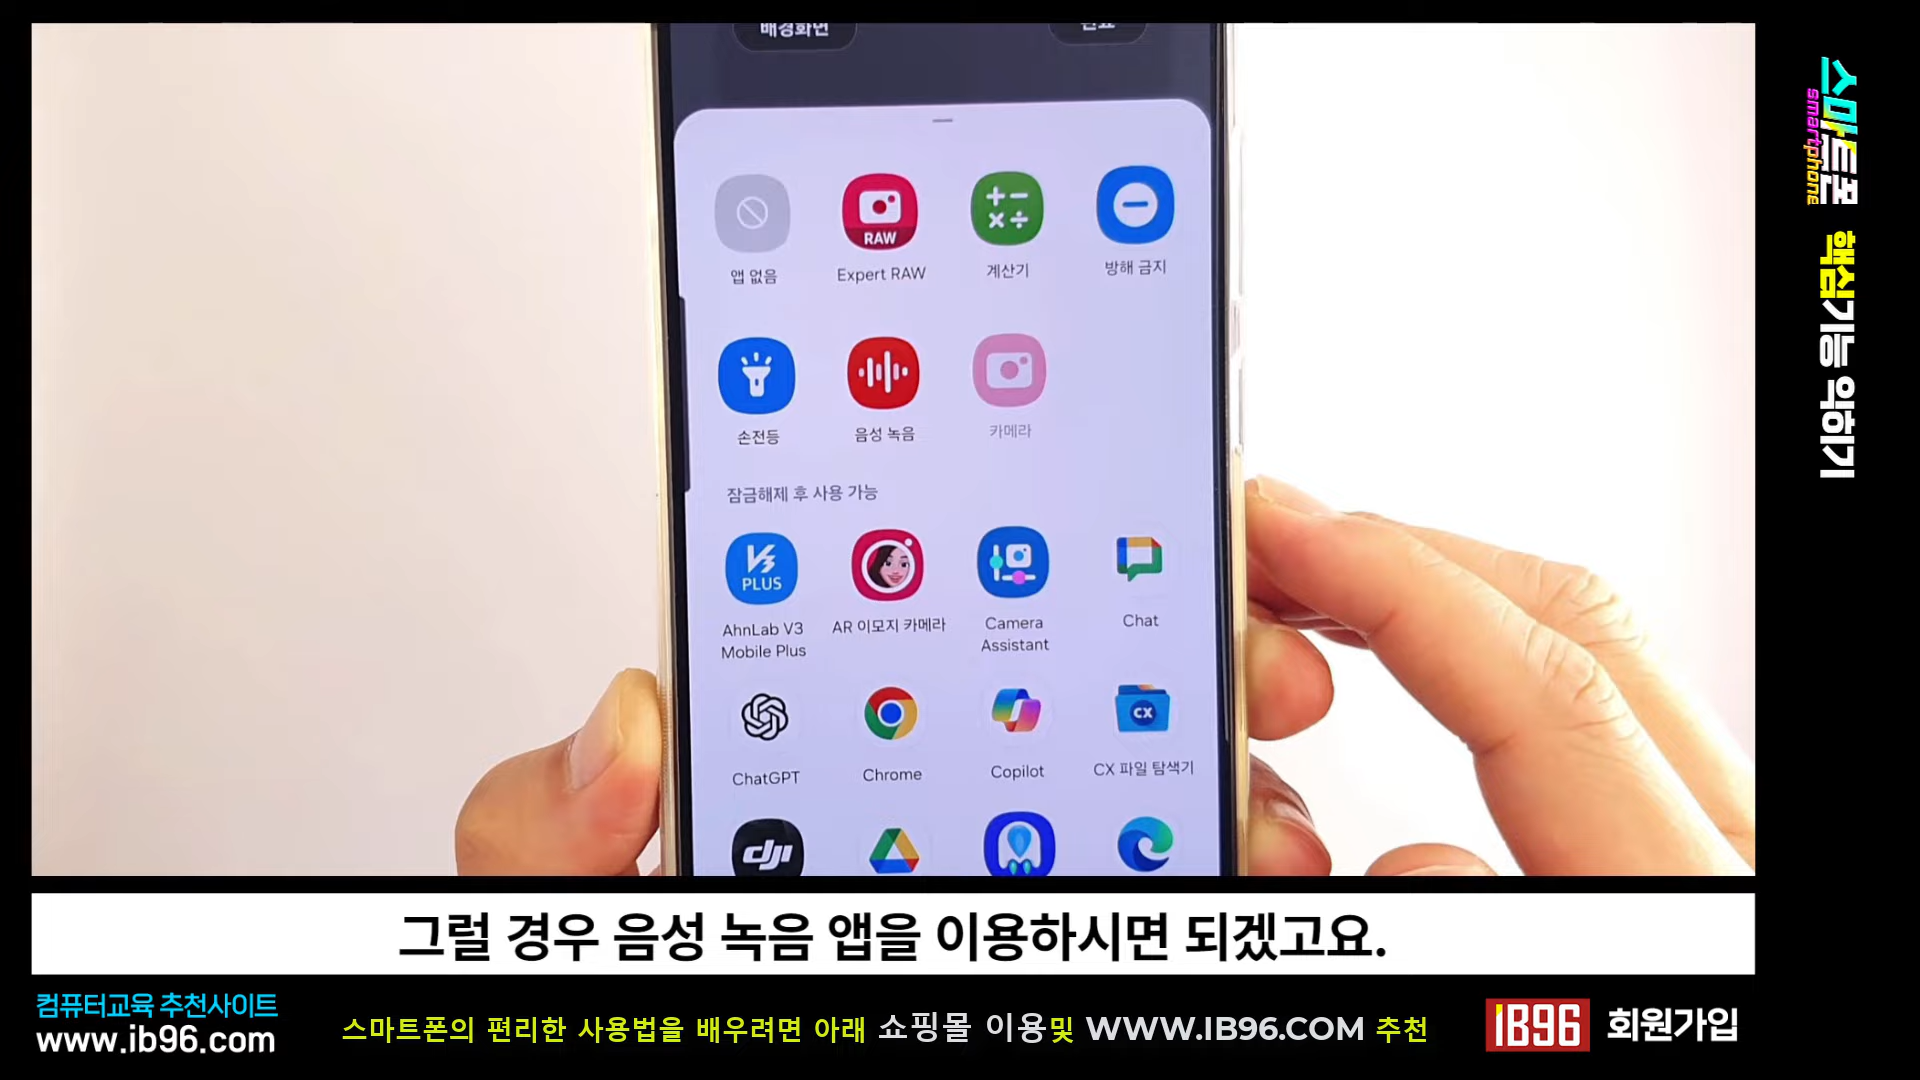 배경화면
완료
RAW
앱 없음
Expert RAW
계산기
방해 금지
손전등
음성 녹음
카메라
잠금해제 후 사용 가능
V3
PLUS
AhnLab V3
Mobile Plus
AR 이모지 카메라
Camera
Assistant
Chat
ChatGPT
Chrome
Copilot
CX
CX 파일 탐색기
dji
스마트폰
smartphone
핵심기능 익히기
그럴 경우 음성 녹음 앱을 이용하시면 되겠고요.
컴퓨터교육 추천사이트
www.ib96.com
스마트폰의 편리한 사용법을 배우려면 아래 쇼핑몰 이용및 WWW.IB96.COM 추천
IB96 회원가입